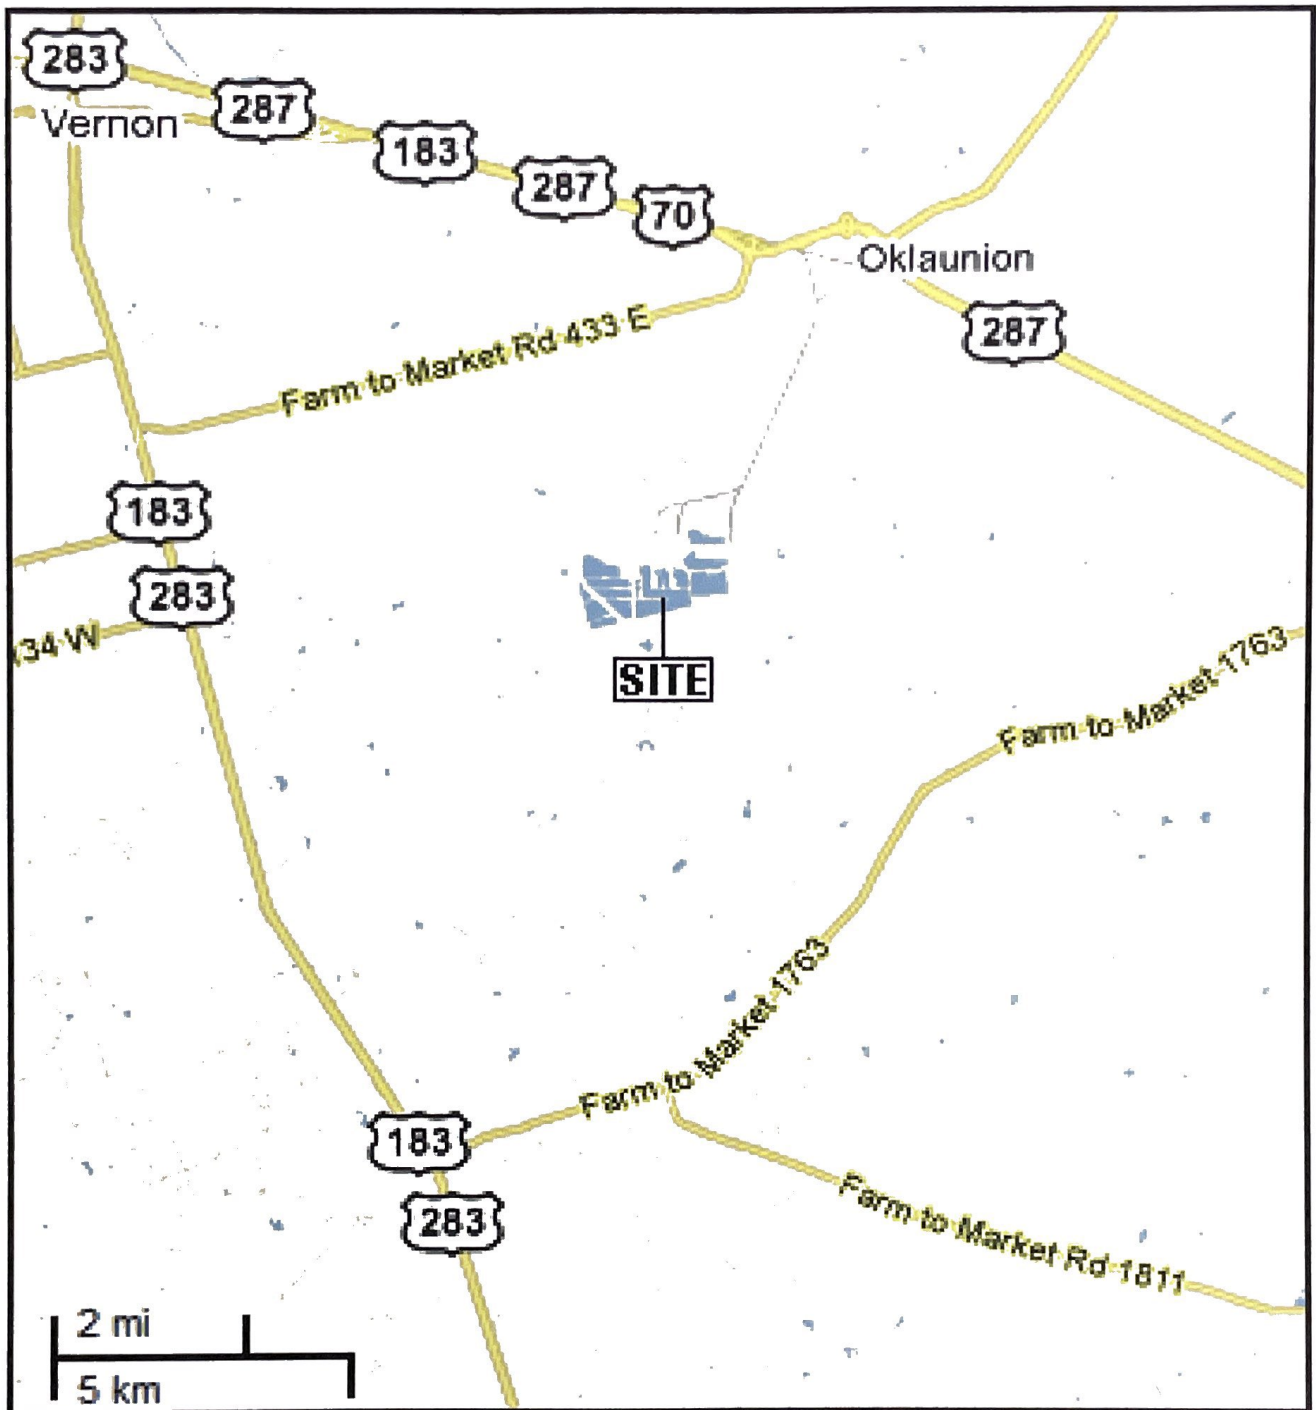 283
287
Vernon
183
287
70
Oklaunion
287
Farm to Market Rd 433 E
183
283
34 W
SITE
Farm to Market 1763
Farm to Market 1763
183
283
Farm to Market Rd 1811
2 mi
5 km